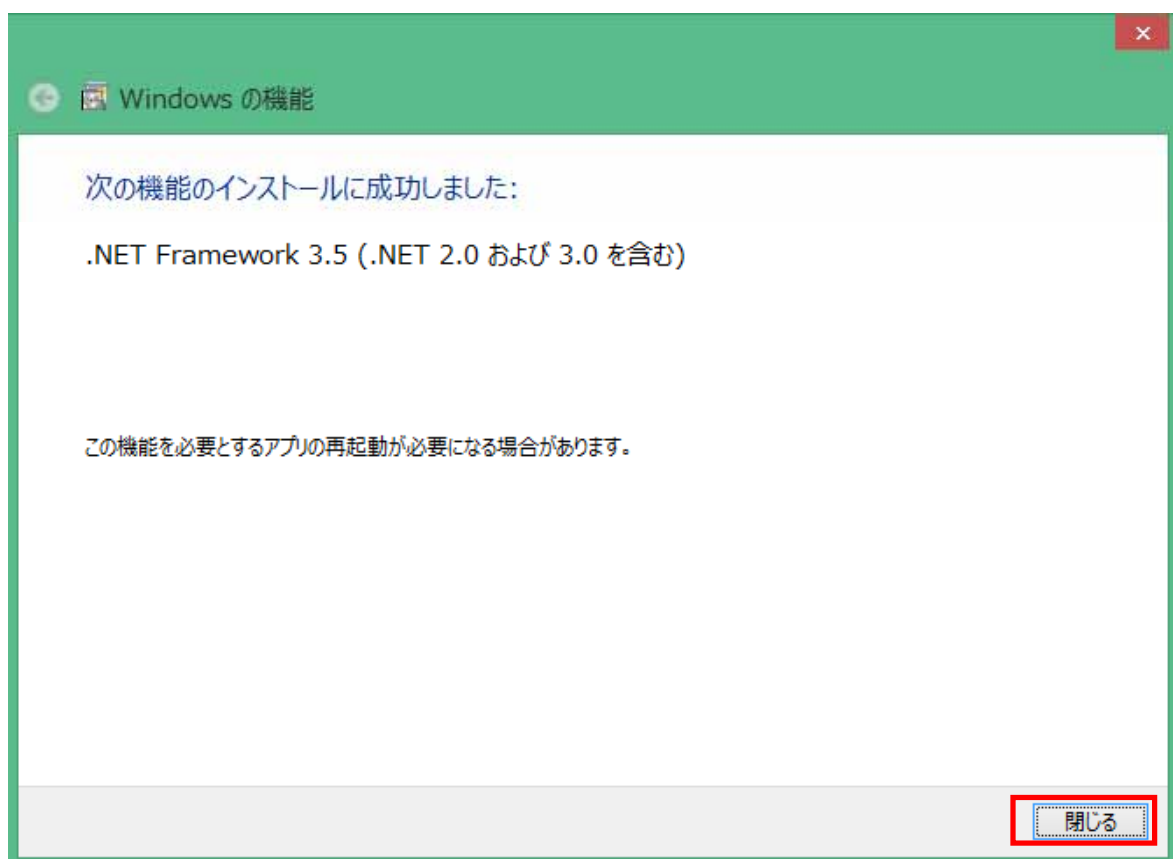 Windows の機能
次の機能のインストールに成功しました:
.NET Framework 3.5 (.NET 2.0 および 3.0 を含む)
この機能を必要とするアプリの再起動が必要になる場合があります。
閉じる